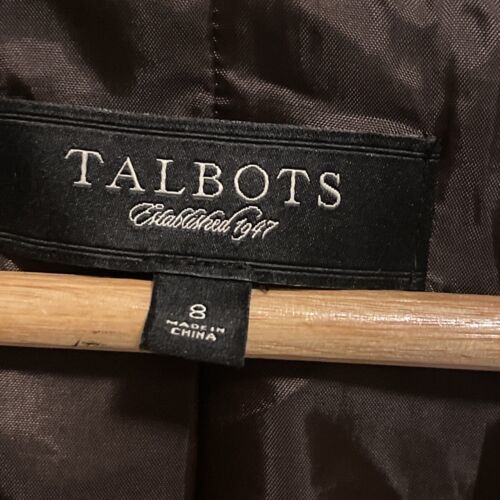 TALBOTS
Established 1947
8
MADE IN
CHINA